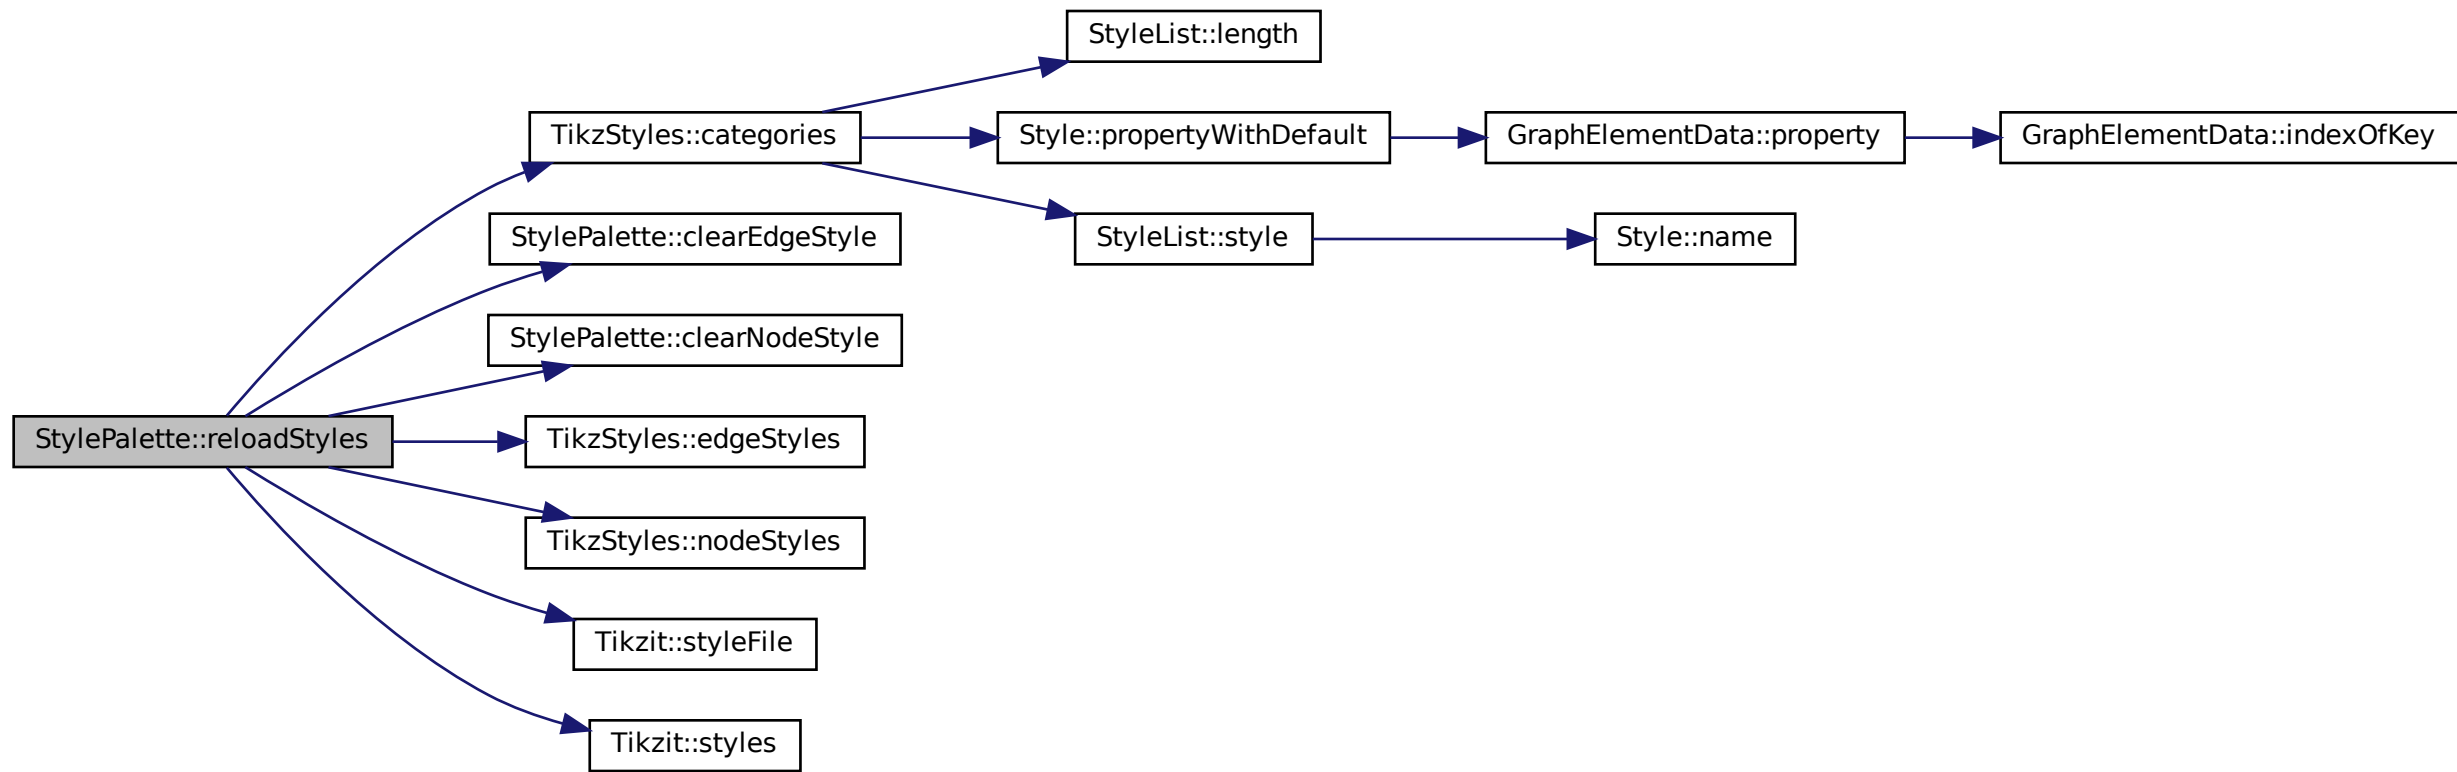 StyleList::length
TikzStyles::categories
Style::propertyWithDefault
GraphElementData::property
GraphElementData::indexOfKey
StylePalette::clearEdgeStyle
StyleList::style
Style::name
StylePalette::clearNodeStyle
StylePalette::reloadStyles
TikzStyles::edgeStyles
TikzStyles::nodeStyles
Tikzit::styleFile
Tikzit::styles